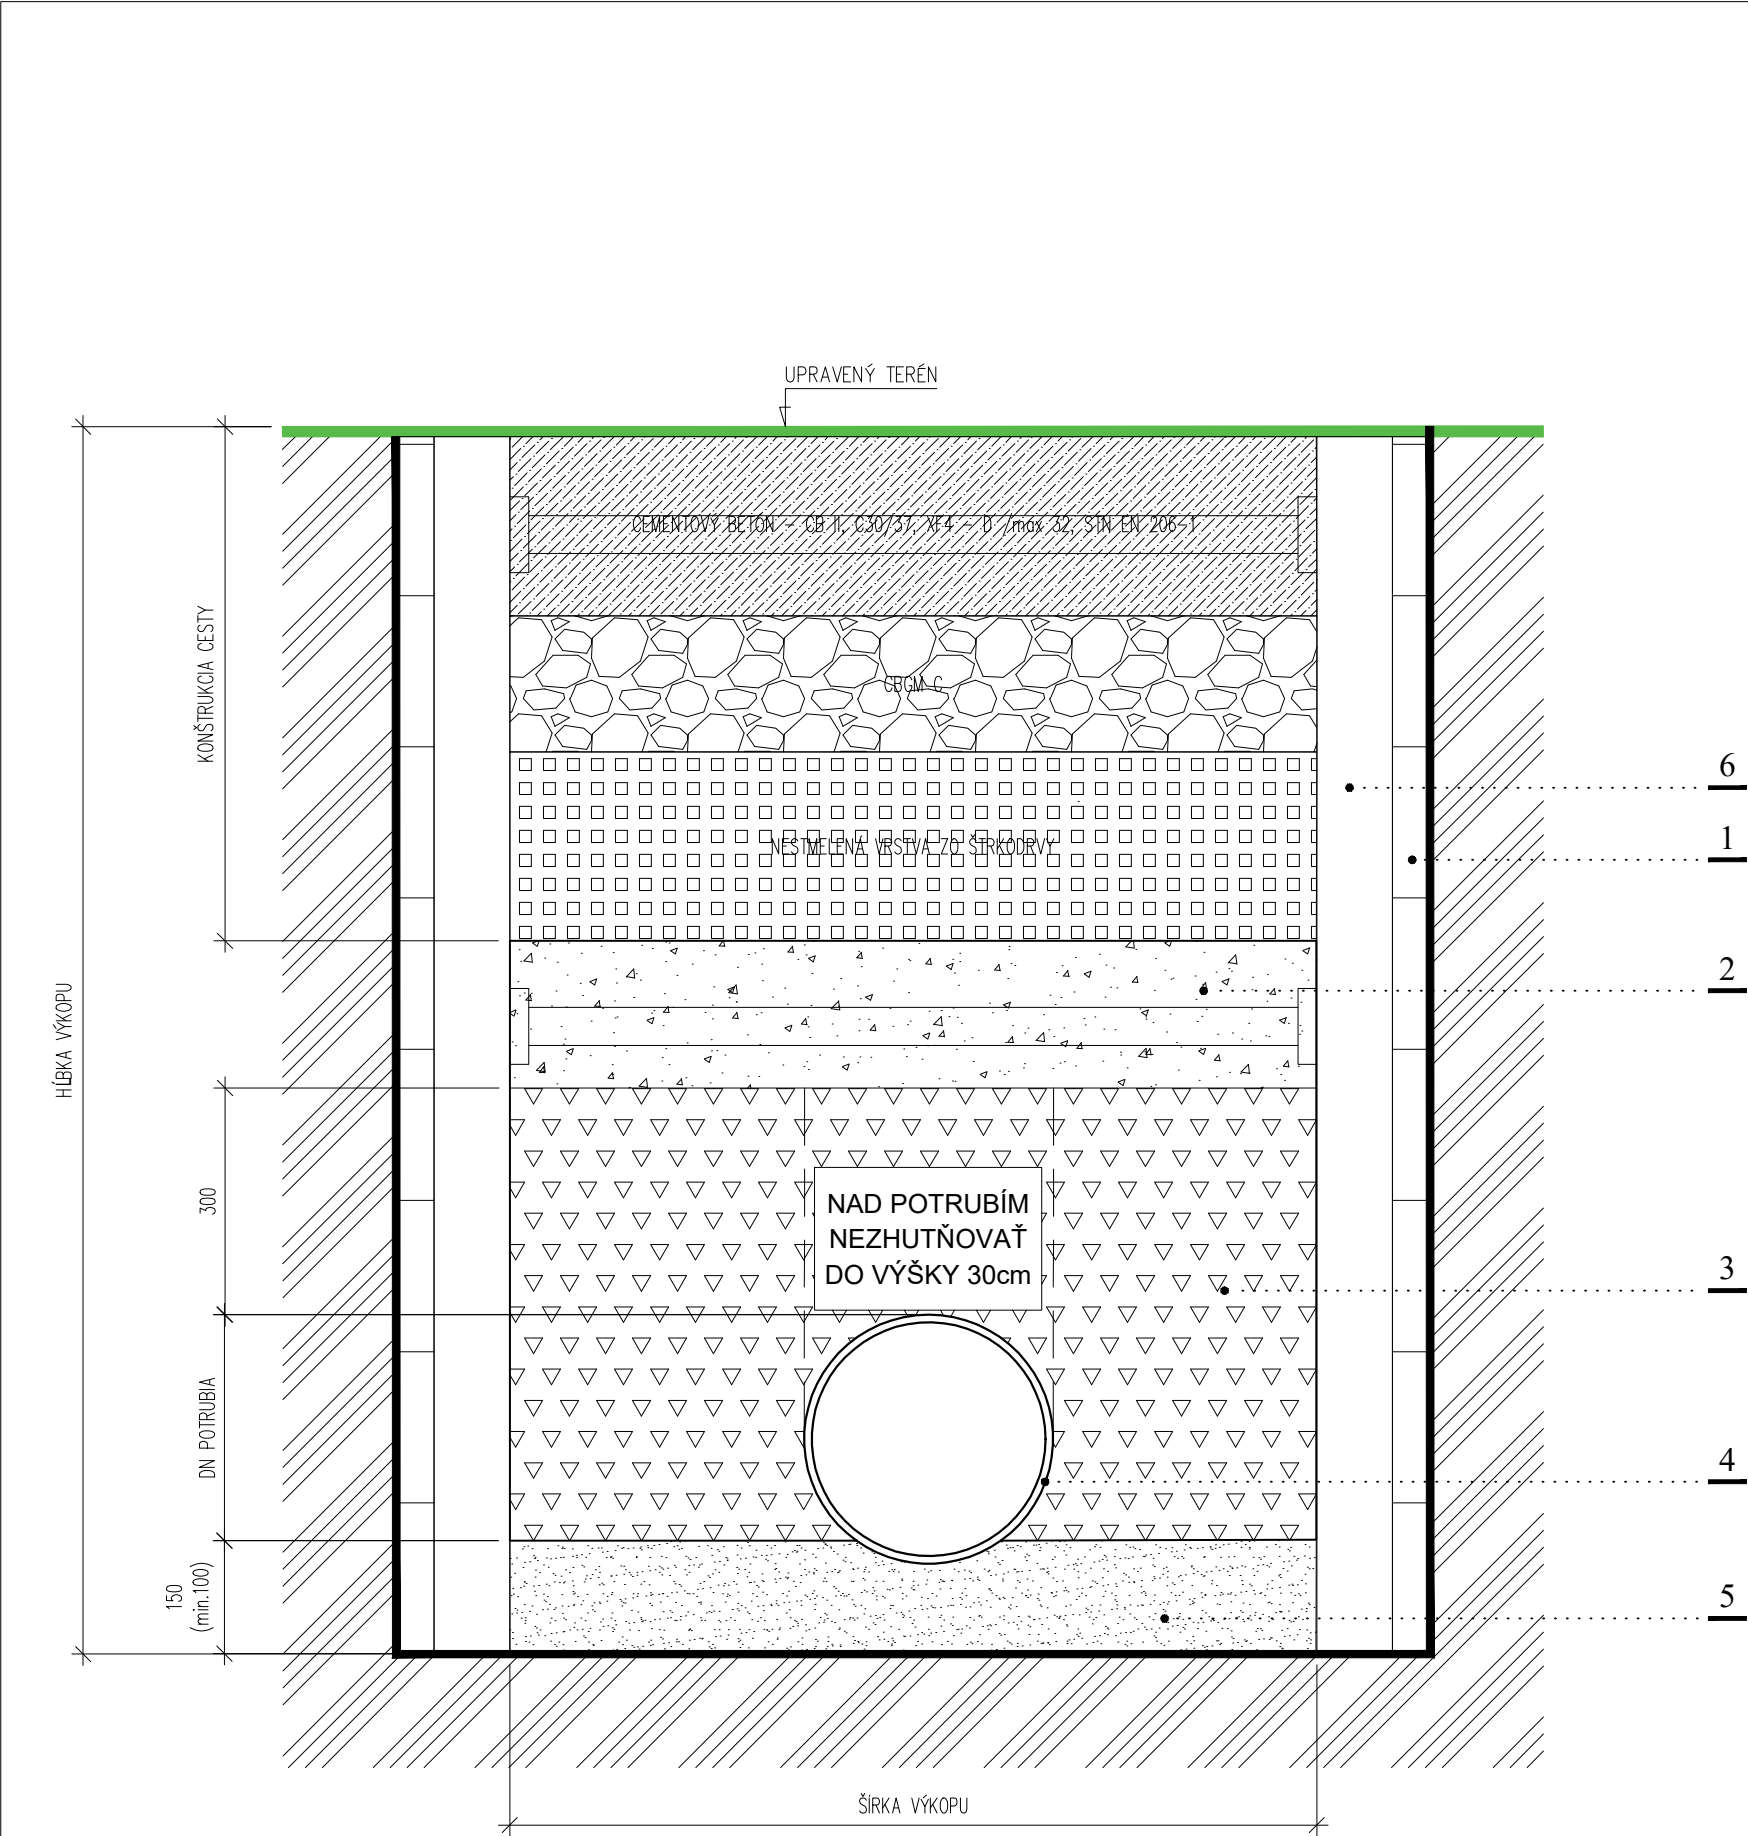 UPRAVENÝ TERÉN
CEMENTOVÝ BETÓN - CB II, C30/37, XF4 - D /max 32, STN EN 206-1
KONŠTRUKCIA CESTY
CBGM C
6
NESTMELENÁ VRSTVA ZO ŠTRKODRVY
1
2
HĹBKA VÝKOPU
300
NAD POTRUBÍM
NEZHUTŇOVAŤ
DO VÝŠKY 30cm
3
DN POTRUBIA
4
150
(min.100)
5
ŠÍRKA VÝKOPU